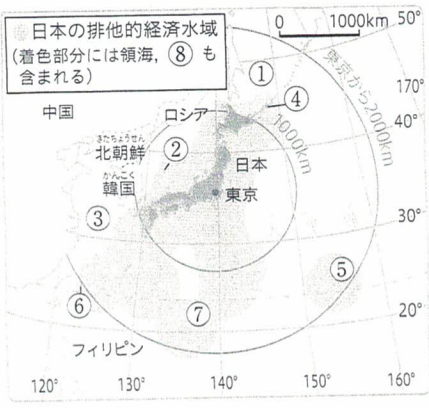 日本の排他的経済水域
(着色部分には領海, ⑧ も
含まれる)
0 1000km
50°
東京から2000km
①
170°
④
中国
ロシア
40°
1000km
きたちょうせん
北朝鮮
②
日本
かんこく
韓国
東京
③
30°
⑤
⑥
⑦
20°
フィリピン
120° 130° 140° 150° 160°